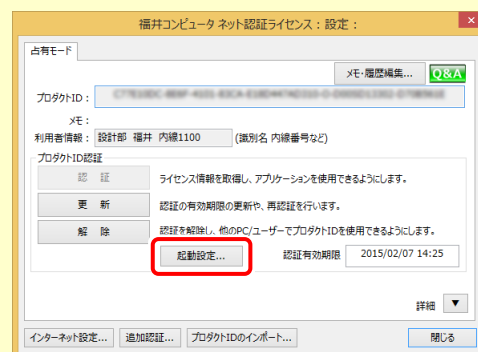 福井コンピュータ ネット認証ライセンス：設定：
占有モード
メモ・履歴編集... Q&A
プロダクトID：
メモ：
利用者情報： 設計部 福井 内線1100 (識別名 内線番号など)
プロダクトID認証
認 証 ライセンス情報を取得し、アプリケーションを使用できるようにします。
更 新 認証の有効期限の更新や、再認証を行います。
解 除 認証を解除し、他のPC/ユーザーでプロダクトIDを使用できるようにします。
起動設定... 認証有効期限 2015/02/07 14:25
詳細 ▼
インターネット設定... 追加認証... プロダクトIDのインポート... 閉じる